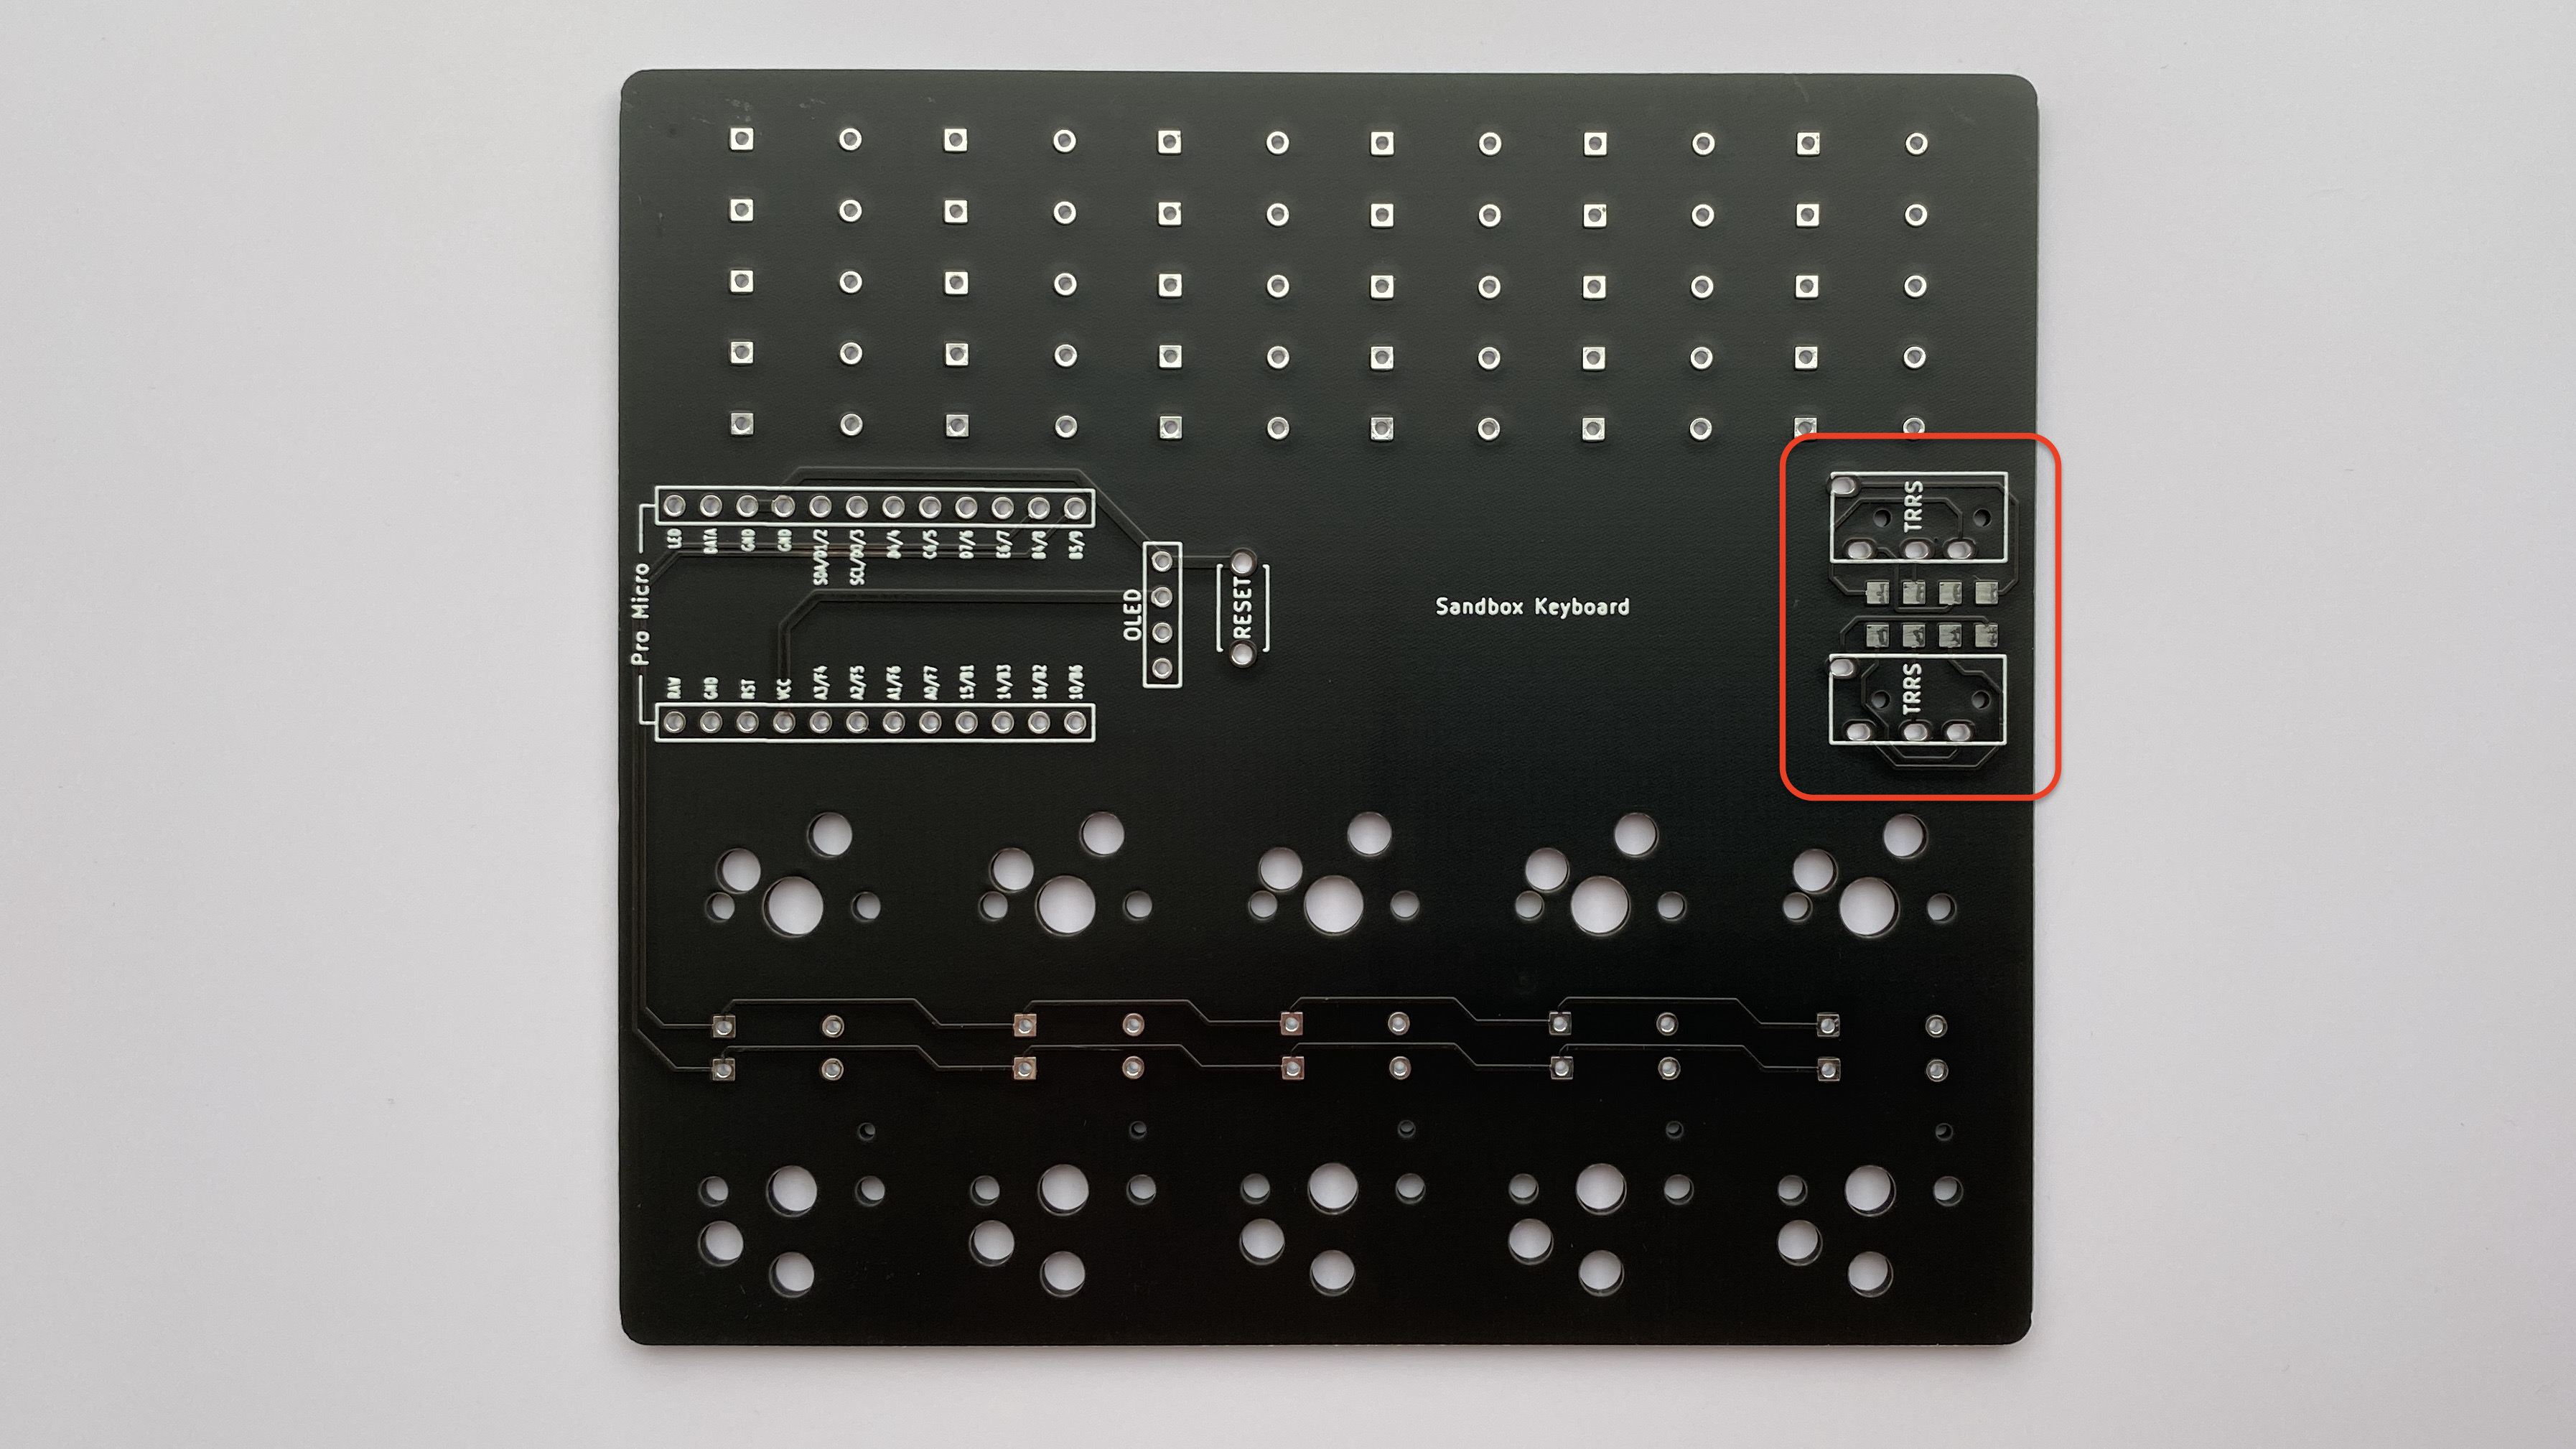 LED
DATA
GND
GND
SDA/D1/2
SCL/D0/3
D4/4
C6/5
D7/6
E6/7
B4/8
B5/9
Pro Micro
RAW
GND
RST
VCC
A3/F4
A2/F5
A1/F6
A0/F7
15/B1
14/B3
16/B2
10/B6
OLED
RESET
Sandbox Keyboard
TRRS
TRRS